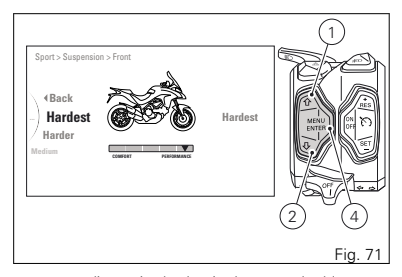 Sport > Suspension > Front
Back
Hardest
Harder
Medium
Hardest
COMFORT PERFORMANCE
1
MENU
ENTER
ON
OFF
RES
SET
OFF
2
4
Fig. 71